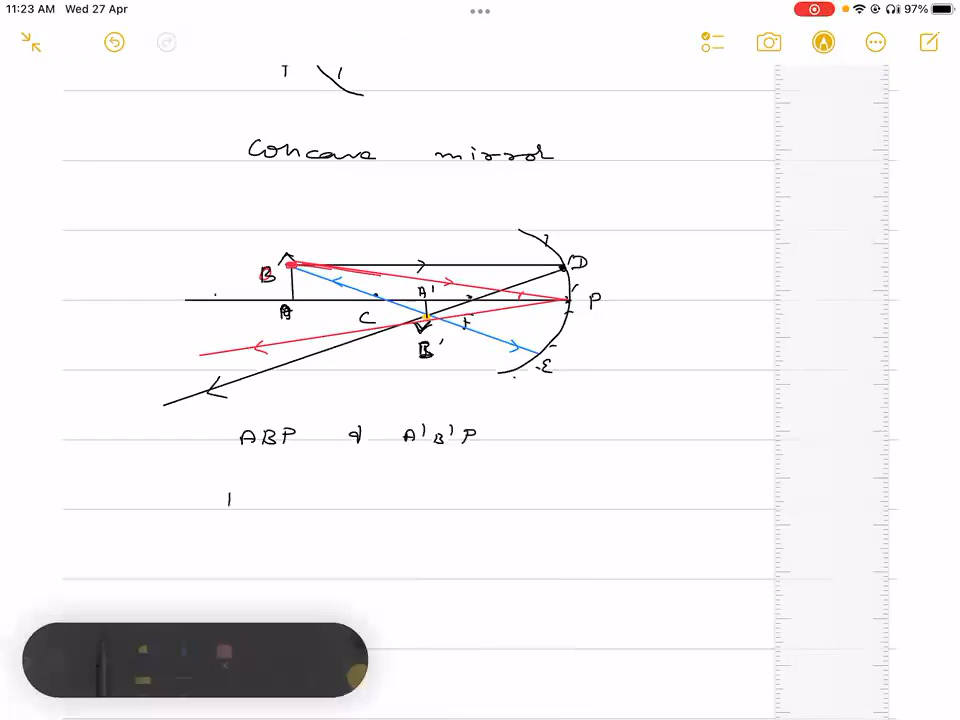 11:23 AM Wed 27 Apr
97%
Concave mirror
B D
A A' P
C F
B'
E
ABP & A'B'P